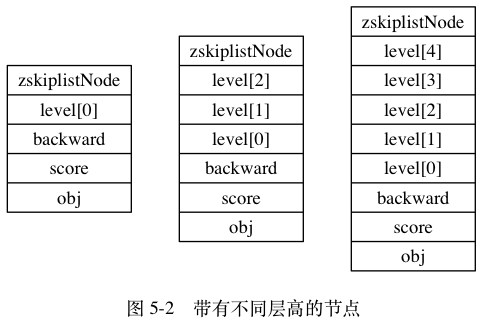 zskiplistNode
level[0]
backward
score
obj
zskiplistNode
level[2]
level[1]
level[0]
backward
score
obj
zskiplistNode
level[4]
level[3]
level[2]
level[1]
level[0]
backward
score
obj
图 5-2 带有不同层高的节点